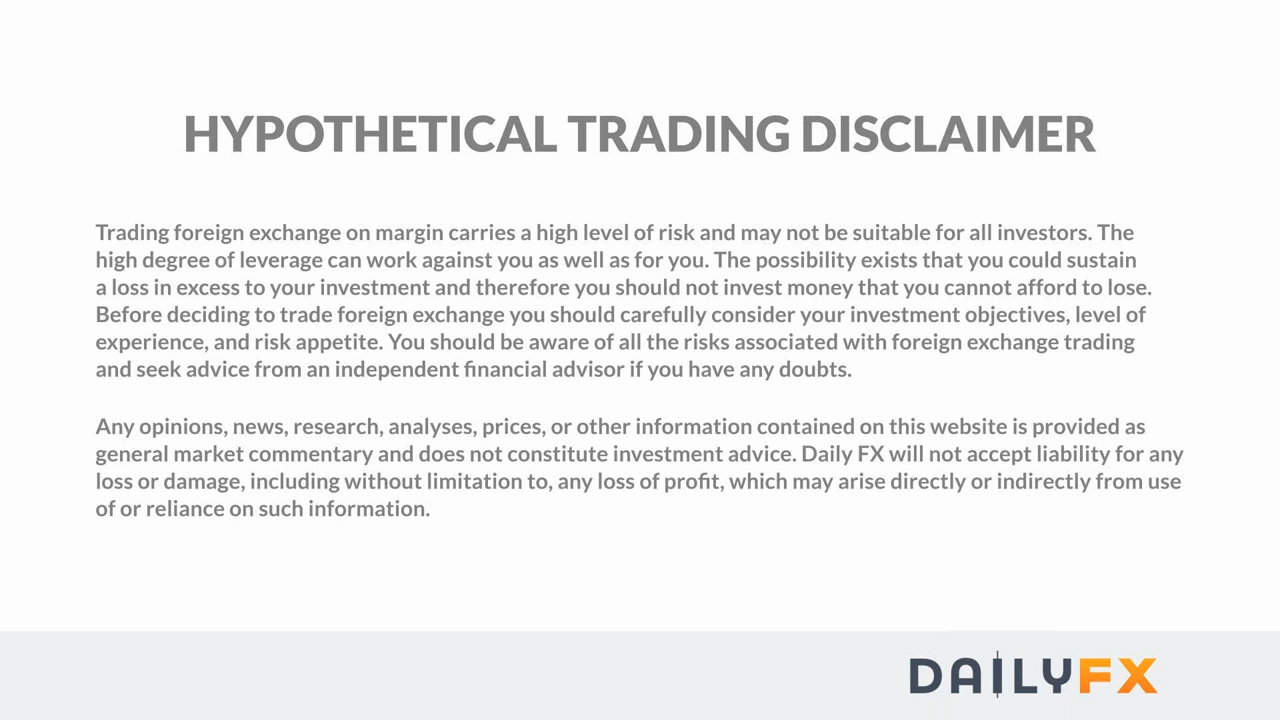 HYPOTHETICAL TRADING DISCLAIMER
Trading foreign exchange on margin carries a high level of risk and may not be suitable for all investors. The
high degree of leverage can work against you as well as for you. The possibility exists that you could sustain
a loss in excess to your investment and therefore you should not invest money that you cannot afford to lose.
Before deciding to trade foreign exchange you should carefully consider your investment objectives, level of
experience, and risk appetite. You should be aware of all the risks associated with foreign exchange trading
and seek advice from an independent financial advisor if you have any doubts.
Any opinions, news, research, analyses, prices, or other information contained on this website is provided as
general market commentary and does not constitute investment advice. Daily FX will not accept liability for any
loss or damage, including without limitation to, any loss of profit, which may arise directly or indirectly from use
of or reliance on such information.
DAILYFX